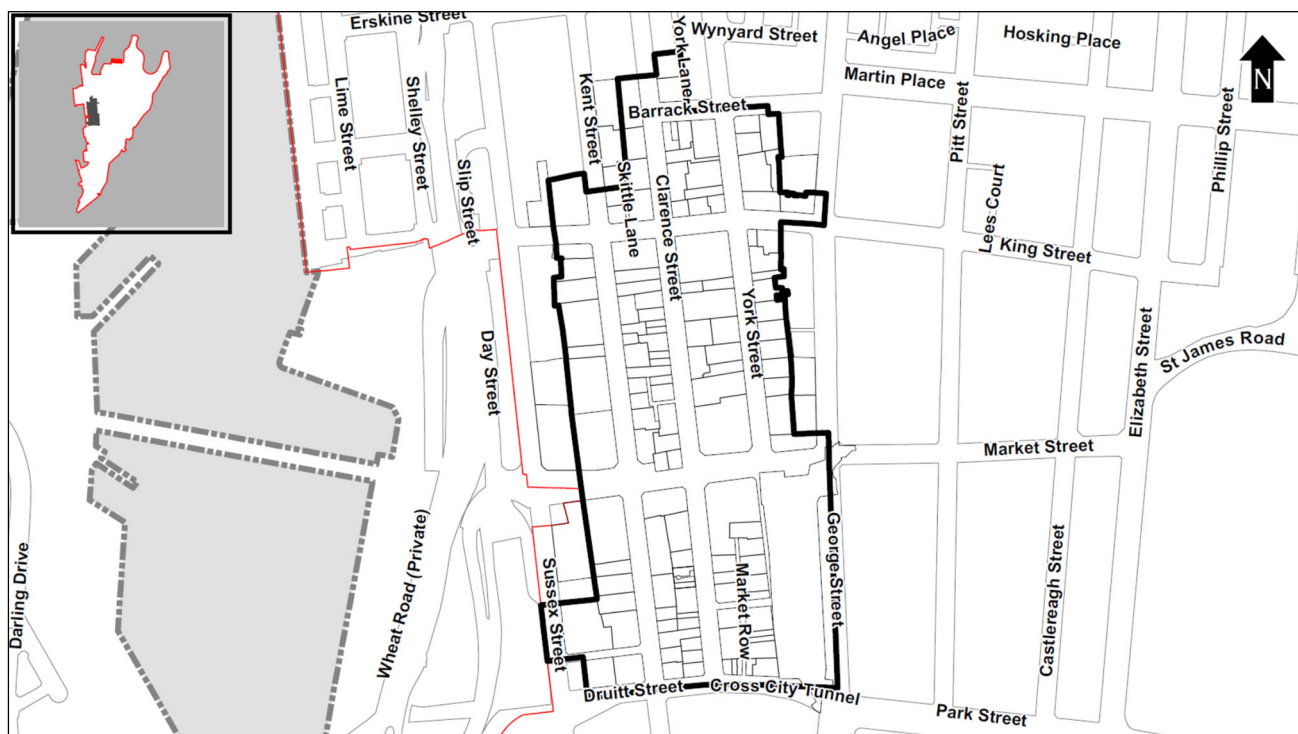 Erskine Street
York Lane
Wynyard Street
Angel Place
Hosking Place
N
Martin Place
Lime Street
Shelley Street
Kent Street
Barrack Street
Pitt Street
Phillip Street
Slip Street
Skittle Lane
Clarence Street
Lees Court
King Street
Day Street
York Street
Elizabeth Street
St James Road
Market Street
Darling Drive
Wheat Road (Private)
Sussex Street
Market Row
George Street
Castlereagh Street
Druitt Street
Cross City Tunnel
Park Street